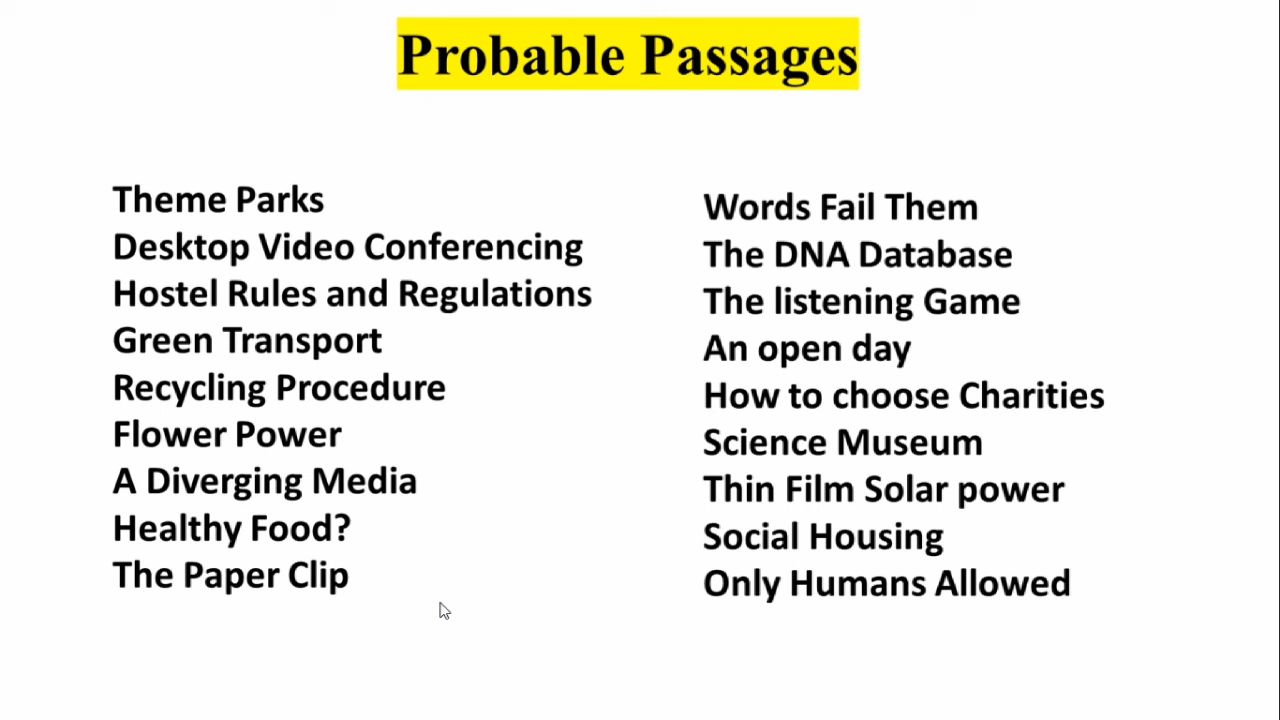 Probable Passages
Theme Parks
Desktop Video Conferencing
Hostel Rules and Regulations
Green Transport
Recycling Procedure
Flower Power
A Diverging Media
Healthy Food?
The Paper Clip
Words Fail Them
The DNA Database
The listening Game
An open day
How to choose Charities
Science Museum
Thin Film Solar power
Social Housing
Only Humans Allowed